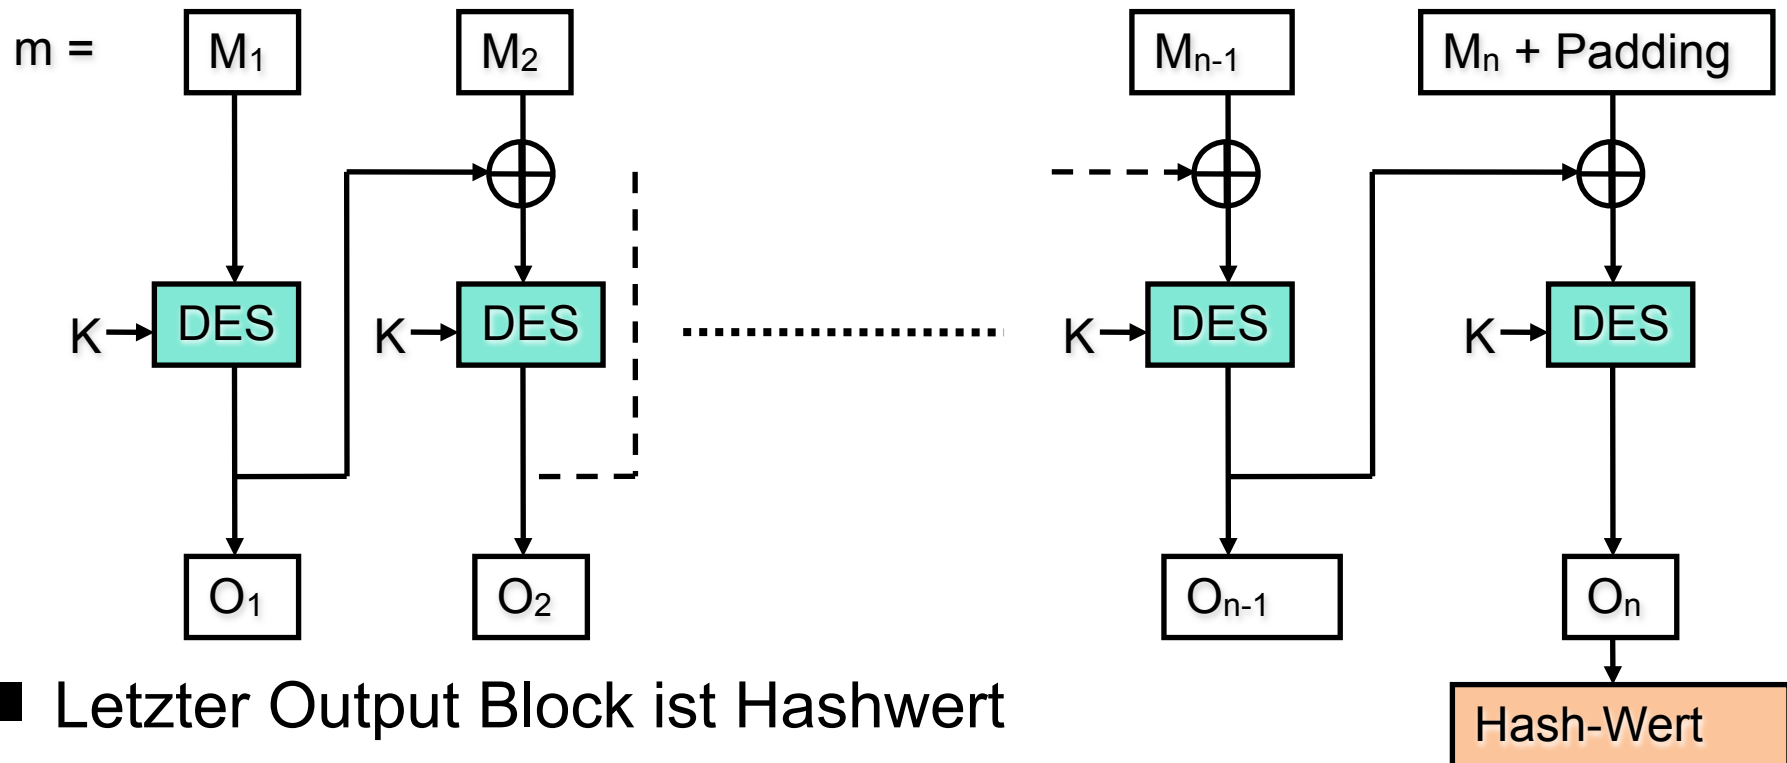 m = M₁ M₂ Mₙ₋₁ Mₙ + Padding
K DES K DES K DES K DES
O₁ O₂ Oₙ₋₁ Oₙ
Letzter Output Block ist Hashwert
Hash-Wert